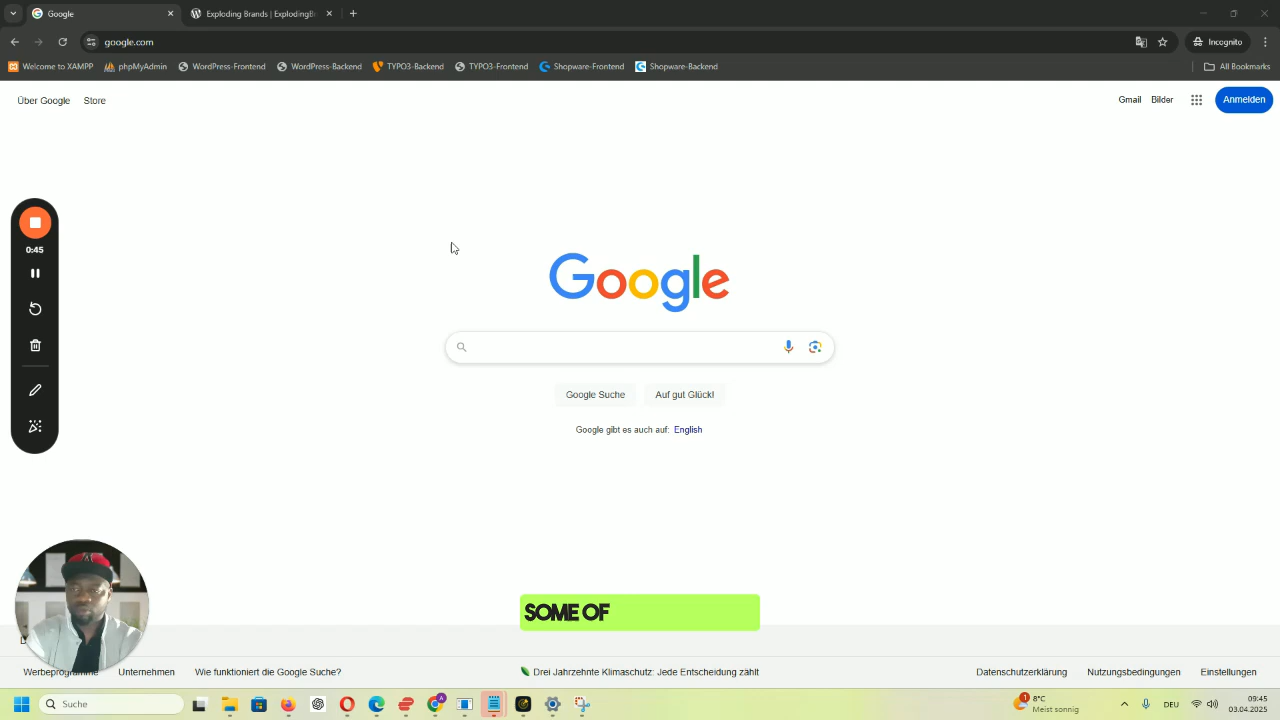 Google
Exploding Brands | ExplodingBr
google.com
Incognito
Welcome to XAMPP
phpMyAdmin
WordPress-Frontend
WordPress-Backend
TYPO3-Backend
TYPO3-Frontend
Shopware-Frontend
Shopware-Backend
All Bookmarks
Über Google
Store
Gmail
Bilder
Anmelden
0:45
Google
Google Suche
Auf gut Glück!
Google gibt es auch auf: English
SOME OF
Werbeprogramme
Unternehmen
Wie funktioniert die Google Suche?
Drei Jahrzehnte Klimaschutz: Jede Entscheidung zählt
Datenschutzerklärung
Nutzungsbedingungen
Einstellungen
Suche
1
8°C
Meist sonnig
DEU
09:45
03.04.2025